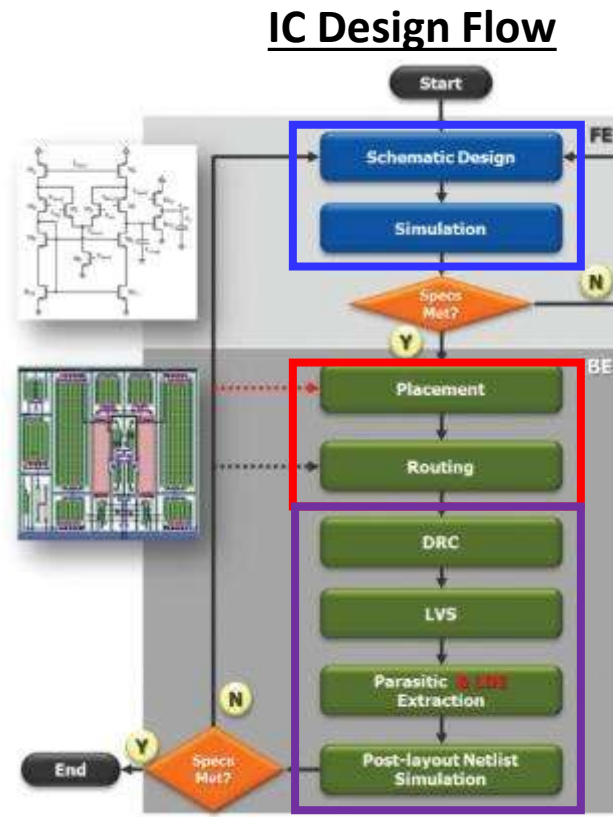 IC Design Flow
Start
FE
Schematic Design
Simulation
N
Specs
Met?
Y
BE
Placement
Routing
DRC
LVS
Parasitic & LDE
Extraction
N
Y
Post-layout Netlist
Simulation
Specs
Met?
End